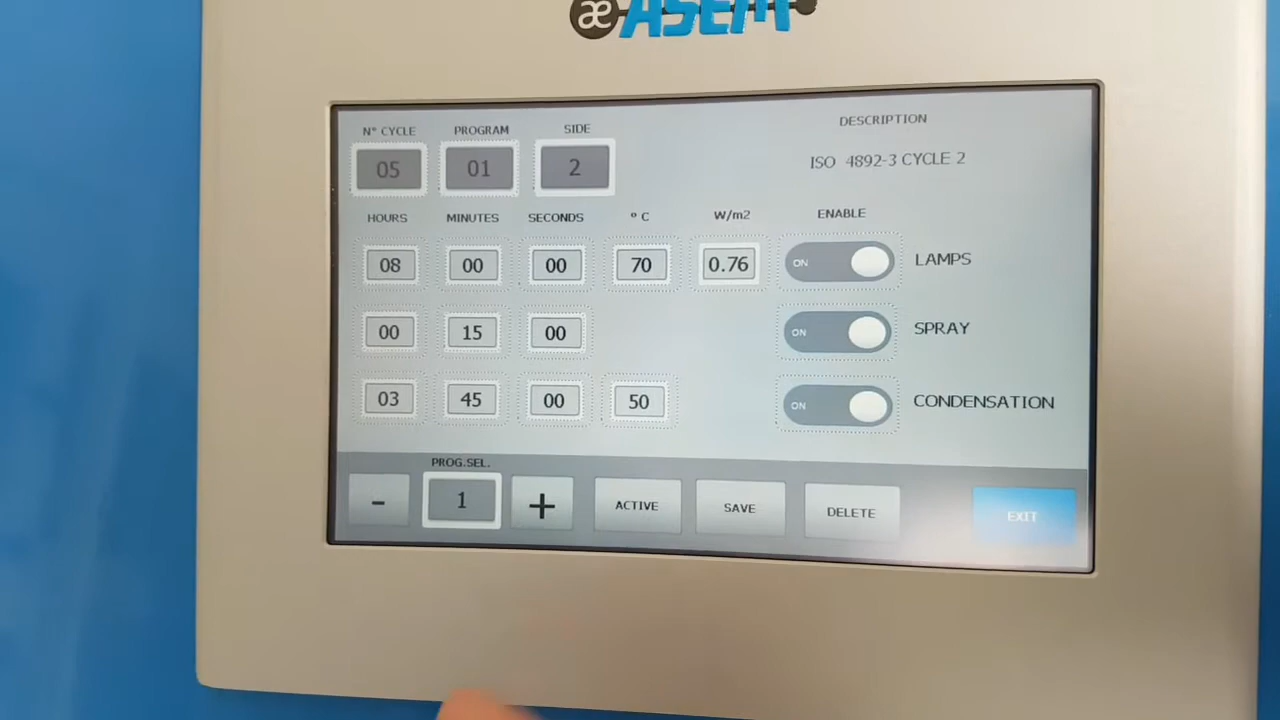 æ ASEM
N° CYCLE PROGRAM SIDE DESCRIPTION
05 01 2 ISO 4892-3 CYCLE 2
HOURS MINUTES SECONDS °C W/m2 ENABLE
08 00 00 70 0.76 ON LAMPS
00 15 00 ON SPRAY
03 45 00 50 ON CONDENSATION
PROG.SEL.
- 1 + ACTIVE SAVE DELETE EXIT